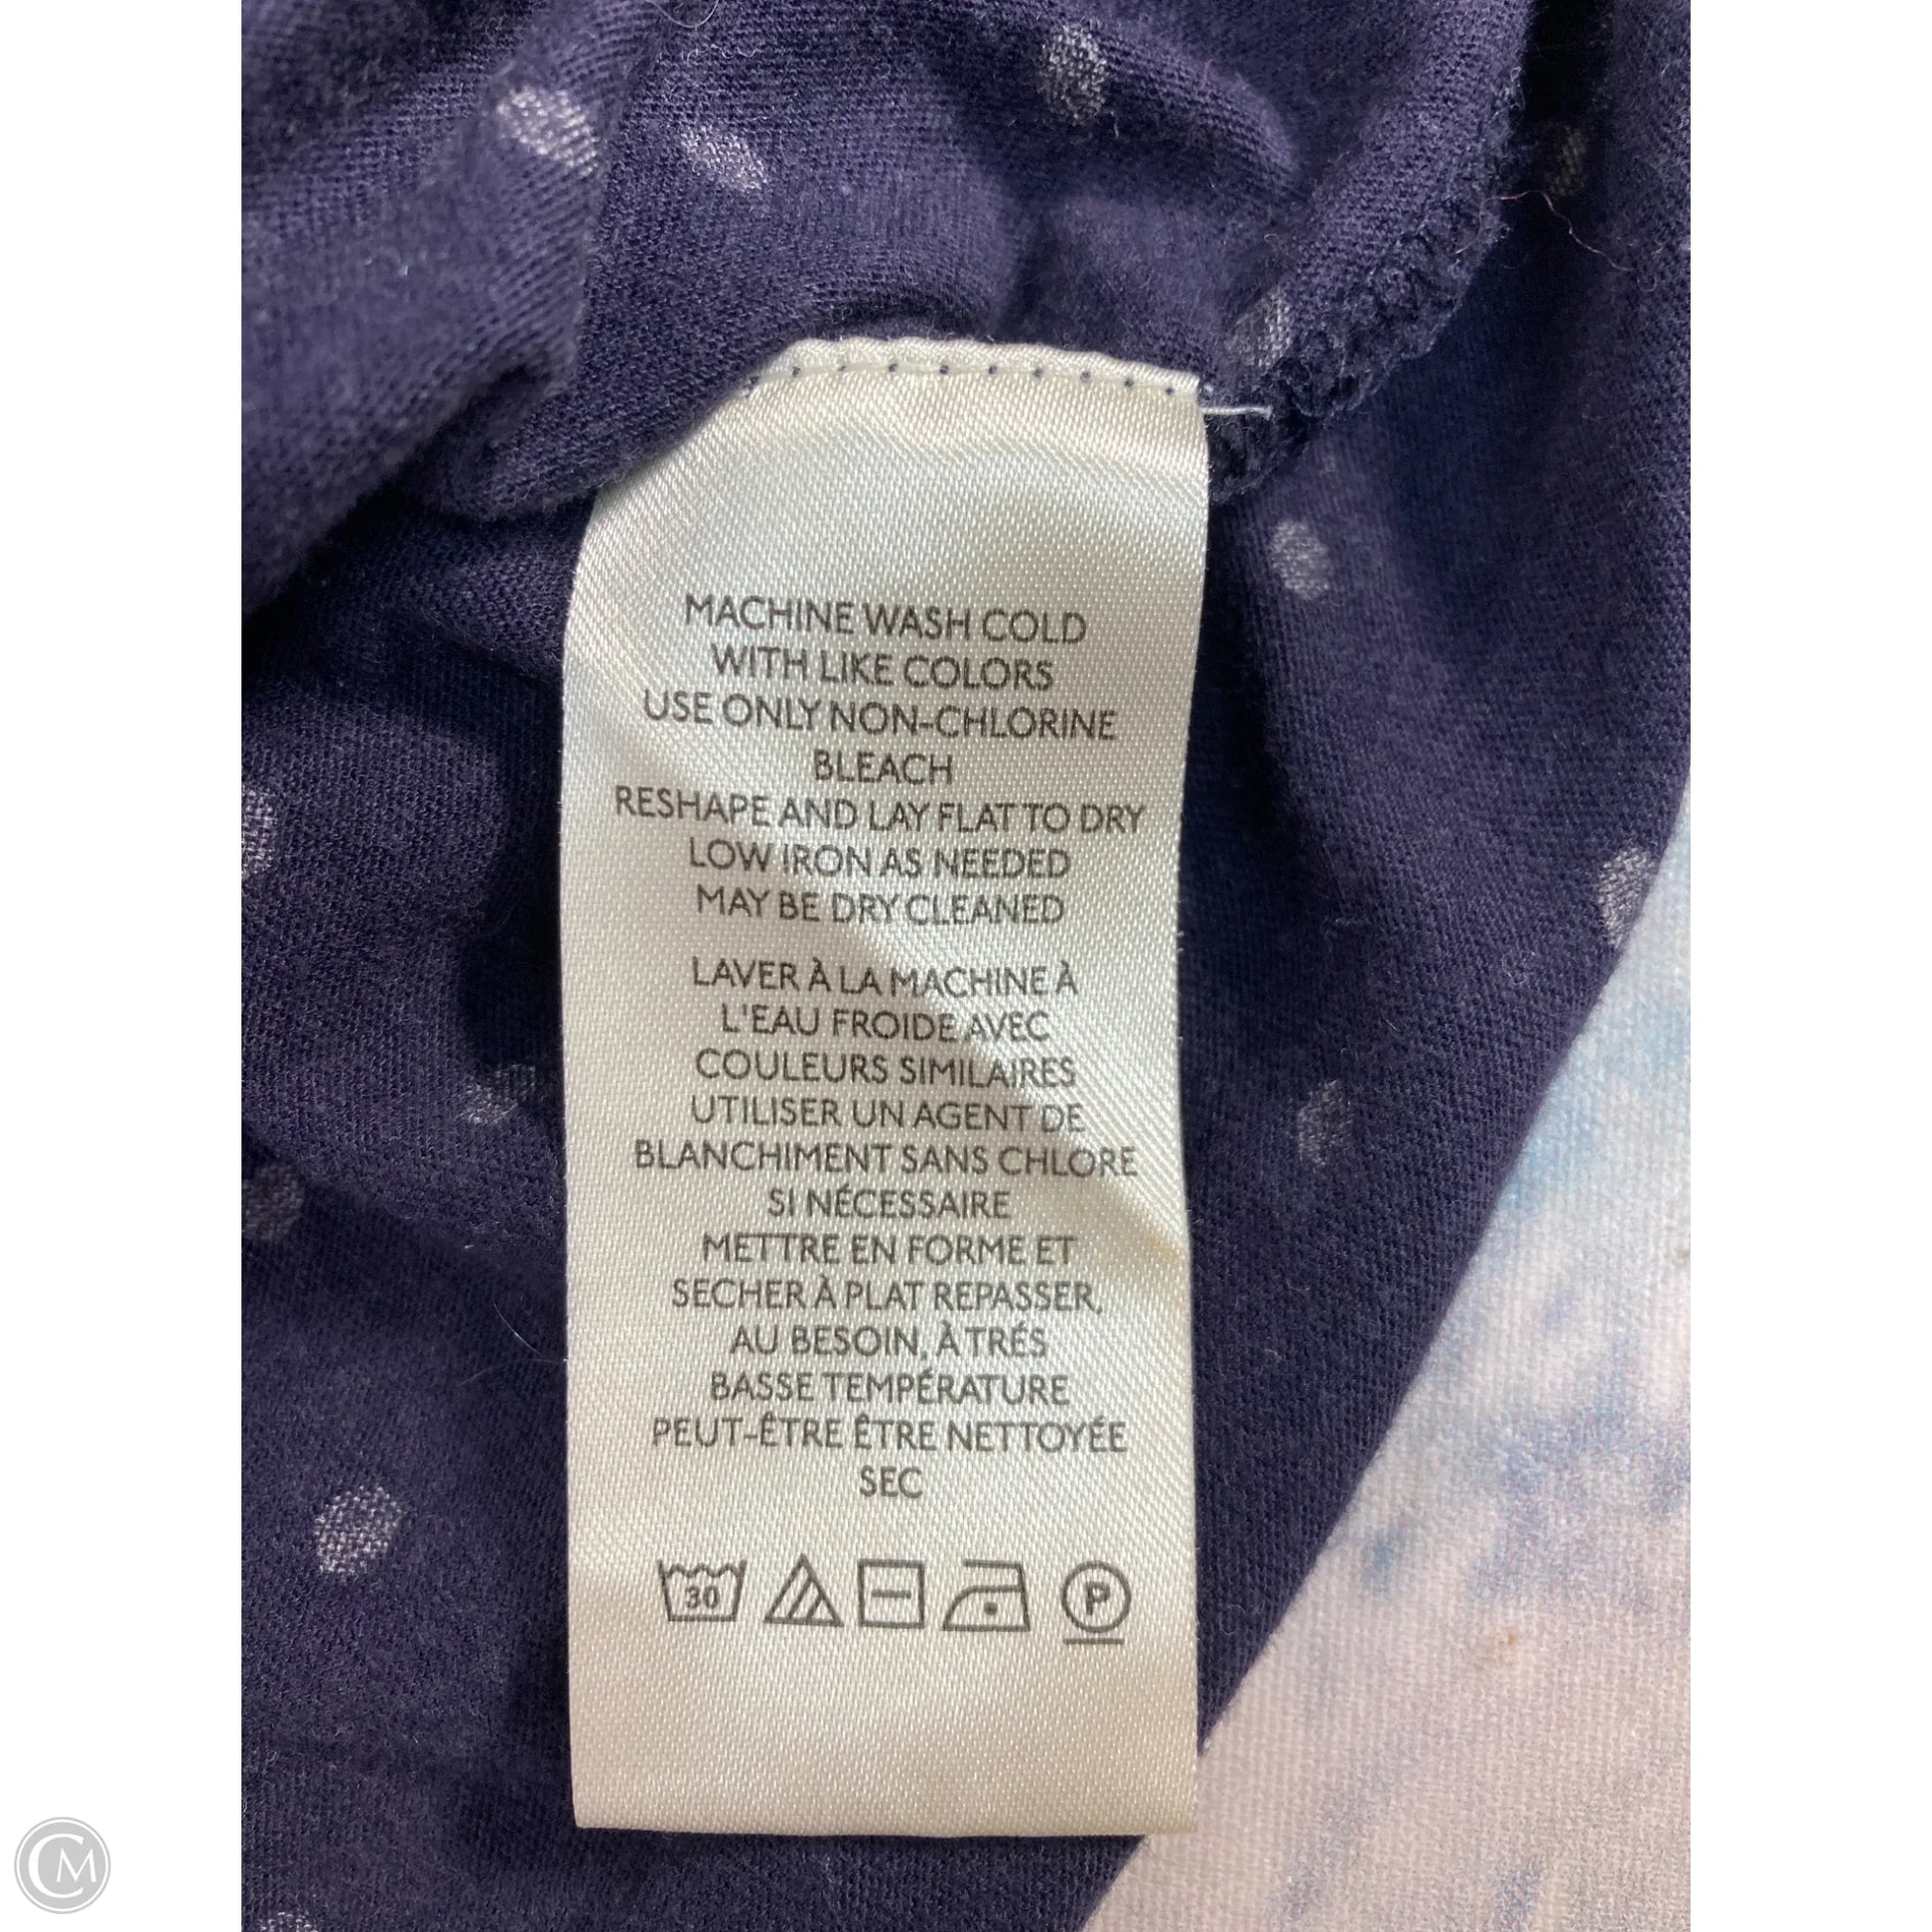 MACHINE WASH COLD
WITH LIKE COLORS
USE ONLY NON-CHLORINE
BLEACH
RESHAPE AND LAY FLAT TO DRY
LOW IRON AS NEEDED
MAY BE DRY CLEANED
LAVER À LA MACHINE À
L'EAU FROIDE AVEC
COULEURS SIMILAIRES
UTILISER UN AGENT DE
BLANCHIMENT SANS CHLORE
SI NÉCESSAIRE
METTRE EN FORME ET
SECHER À PLAT REPASSER,
AU BESOIN, À TRÉS
BASSE TEMPÉRATURE
PEUT-ÊTRE ÊTRE NETTOYÉE
SEC
30 P
CM